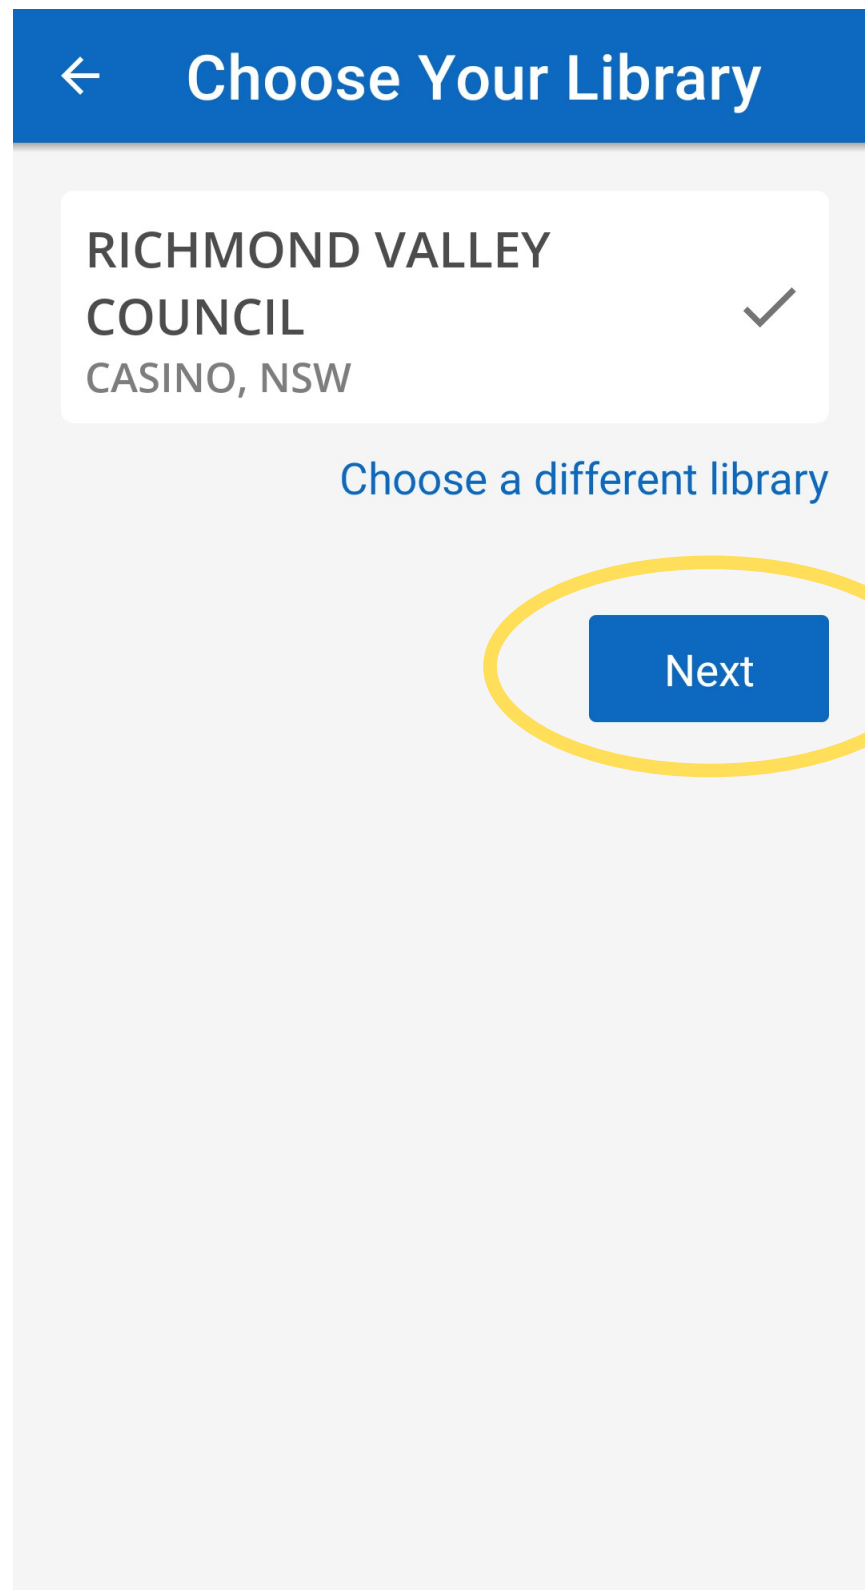 Choose Your Library
RICHMOND VALLEY
COUNCIL
CASINO, NSW
Choose a different library
Next